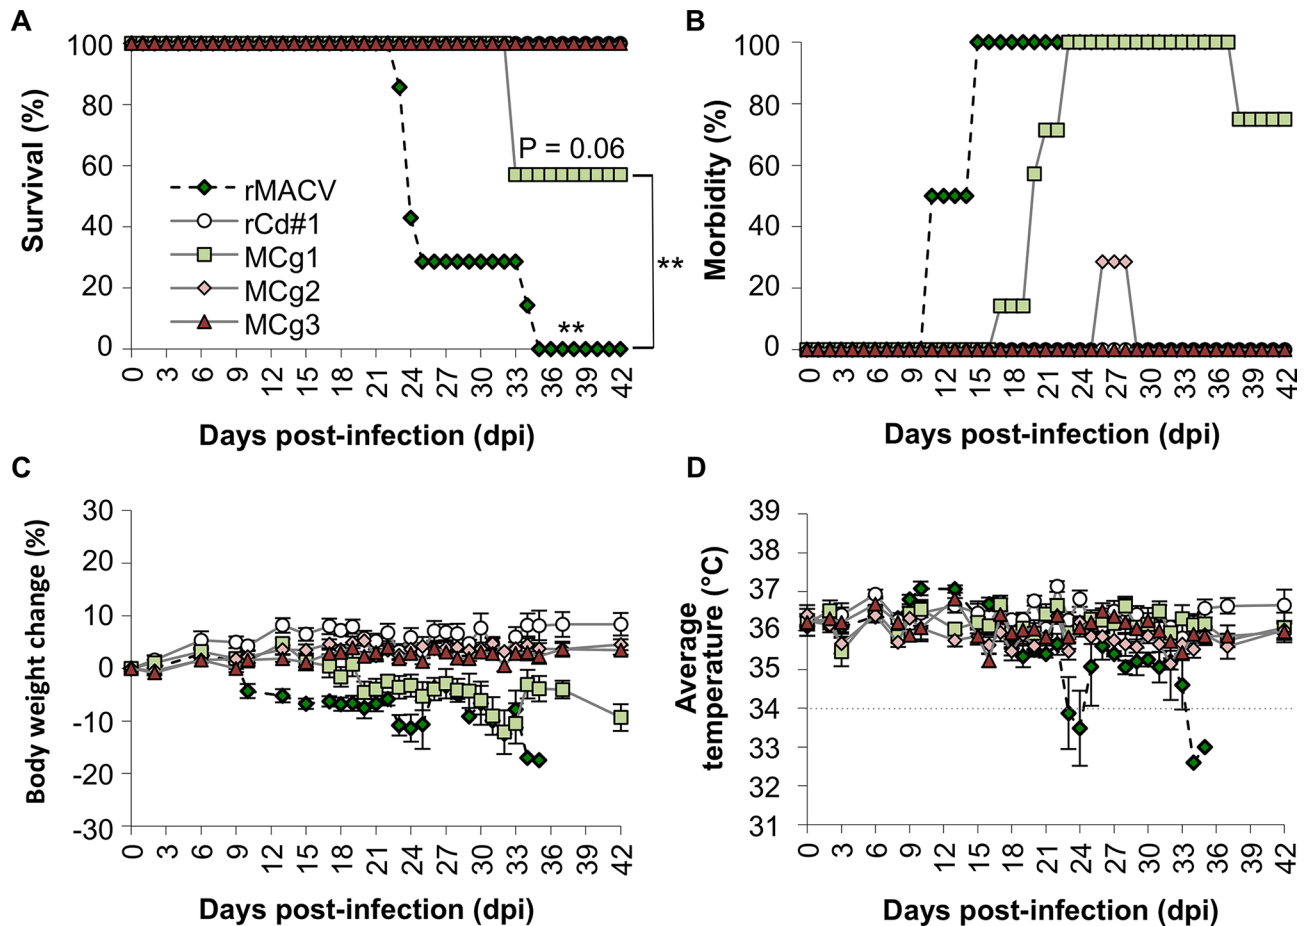 A
Survival (%)
100
80
60
40
20
0
P = 0.06
**
**
rMACV
rCd#1
MCg1
MCg2
MCg3
0 3 6 9 12 15 18 21 24 27 30 33 36 39 42
Days post-infection (dpi)
B
Morbidity (%)
100
80
60
40
20
0
0 3 6 9 12 15 18 21 24 27 30 33 36 39 42
Days post-infection (dpi)
C
Body weight change (%)
30
20
10
0
-10
-20
-30
0 3 6 9 12 15 18 21 24 27 30 33 36 39 42
Days post-infection (dpi)
D
Average
temperature (°C)
39
38
37
36
35
34
33
32
31
0 3 6 9 12 15 18 21 24 27 30 33 36 39 42
Days post-infection (dpi)